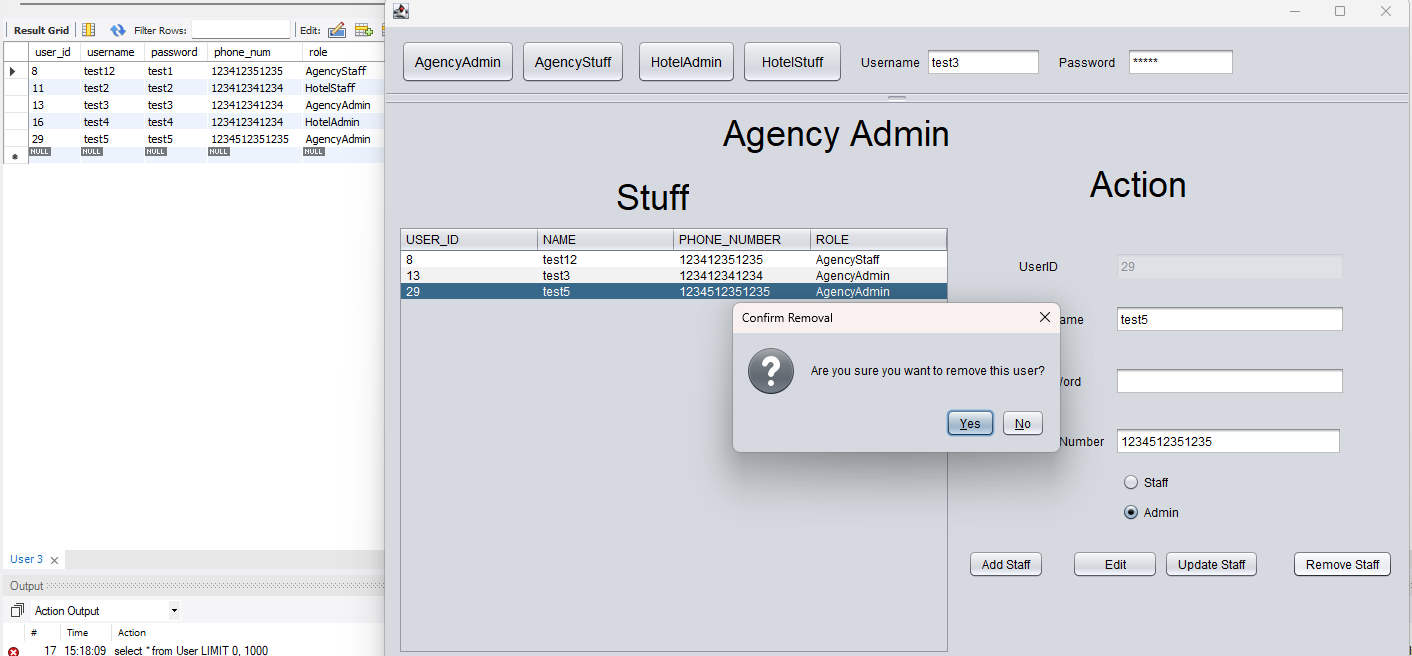 Result Grid Filter Rows: Edit:
user_id username password phone_num role
8 test12 test1 123412351235 AgencyStaff
11 test2 test2 123412341234 HotelStaff
13 test3 test3 123412341234 AgencyAdmin
16 test4 test4 123412341234 HotelAdmin
29 test5 test5 1234512351235 AgencyAdmin
NULL NULL NULL NULL NULL
User 3
Output
Action Output
# Time Action
17 15:18:09 select * from User LIMIT 0, 1000
AgencyAdmin AgencyStuff HotelAdmin HotelStuff Username test3 Password *****
Agency Admin
Stuff
Action
USER_ID NAME PHONE_NUMBER ROLE
8 test12 123412351235 AgencyStaff
13 test3 123412341234 AgencyAdmin
29 test5 1234512351235 AgencyAdmin
Confirm Removal
Are you sure you want to remove this user?
Yes No
UserID 29
ame test5
ord
Number 1234512351235
Staff
Admin
Add Staff Edit Update Staff Remove Staff